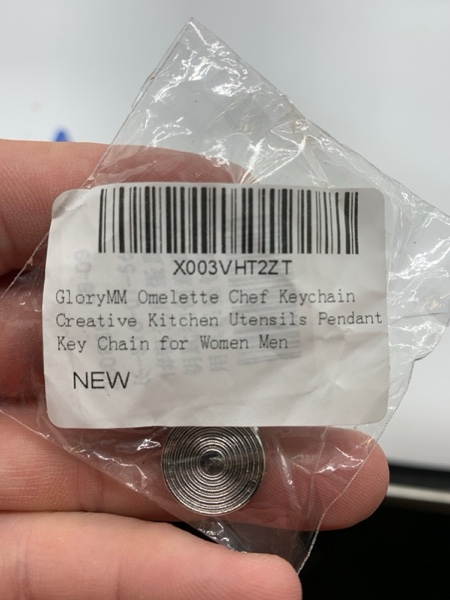 X003VHT2ZT
GloryMM Omelette Chef Keychain
Creative Kitchen Utensils Pendant
Key Chain for Women Men
NEW